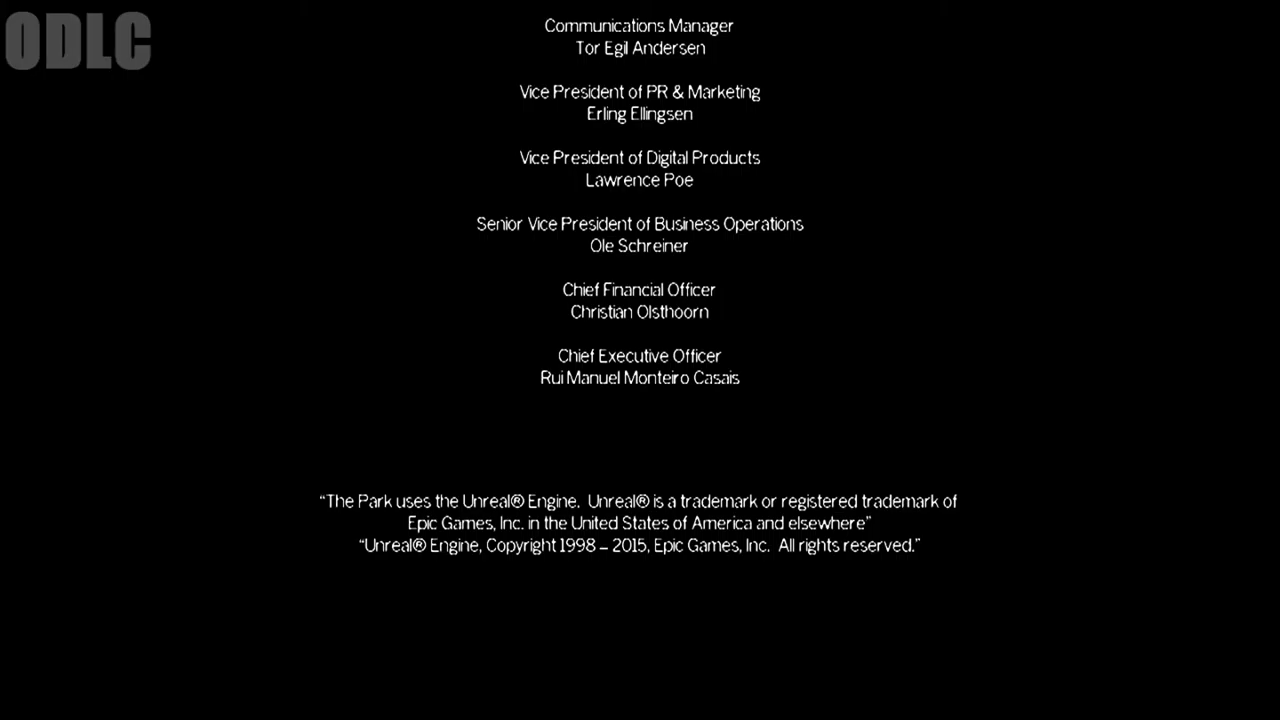 ODLC
Communications Manager
Tor Egil Andersen
Vice President of PR & Marketing
Erling Ellingsen
Vice President of Digital Products
Lawrence Poe
Senior Vice President of Business Operations
Ole Schreiner
Chief Financial Officer
Christian Olsthoorn
Chief Executive Officer
Rui Manuel Monteiro Casais
“The Park uses the Unreal® Engine.  Unreal® is a trademark or registered trademark of
Epic Games, Inc. in the United States of America and elsewhere”
“Unreal® Engine, Copyright 1998 – 2015, Epic Games, Inc.  All rights reserved.”